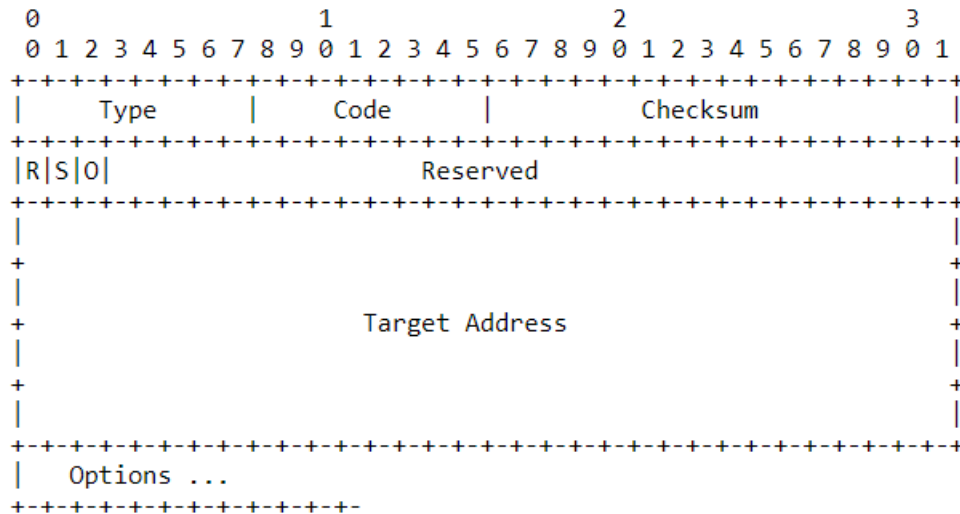 0                   1                   2                   3
 0 1 2 3 4 5 6 7 8 9 0 1 2 3 4 5 6 7 8 9 0 1 2 3 4 5 6 7 8 9 0 1
+-+-+-+-+-+-+-+-+-+-+-+-+-+-+-+-+-+-+-+-+-+-+-+-+-+-+-+-+-+-+-+-+
|     Type      |     Code      |          Checksum             |
+-+-+-+-+-+-+-+-+-+-+-+-+-+-+-+-+-+-+-+-+-+-+-+-+-+-+-+-+-+-+-+-+
|R|S|O|                     Reserved                            |
+-+-+-+-+-+-+-+-+-+-+-+-+-+-+-+-+-+-+-+-+-+-+-+-+-+-+-+-+-+-+-+-+
|                                                               |
+                                                               +
|                                                               |
+                       Target Address                          +
|                                                               |
+                                                               +
|                                                               |
+-+-+-+-+-+-+-+-+-+-+-+-+-+-+-+-+-+-+-+-+-+-+-+-+-+-+-+-+-+-+-+-+
|   Options ...
+-+-+-+-+-+-+-+-+-+-+-+-